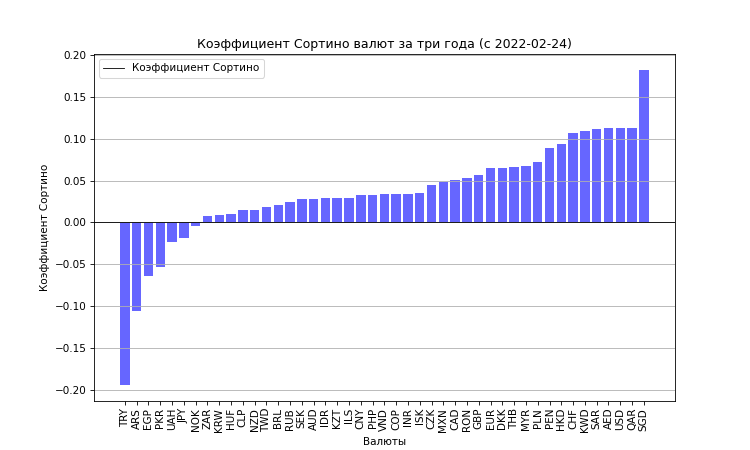 Коэффициент Сортино валют за три года (с 2022-02-24)
Коэффициент Сортино
0.20
0.15
0.10
0.05
0.00
−0.05
−0.10
−0.15
−0.20
Коэффициент Сортино
TRY ARS EGP PKR UAH JPY NOK ZAR KRW HUF CLP NZD TWD BRL RUB SEK AUD IDR KZT ILS CNY PHP VND COP INR ISK CZK MXN CAD RON GBP EUR DKK THB MYR PLN PEN HKD CHF KWD SAR AED USD QAR SGD
Валюты